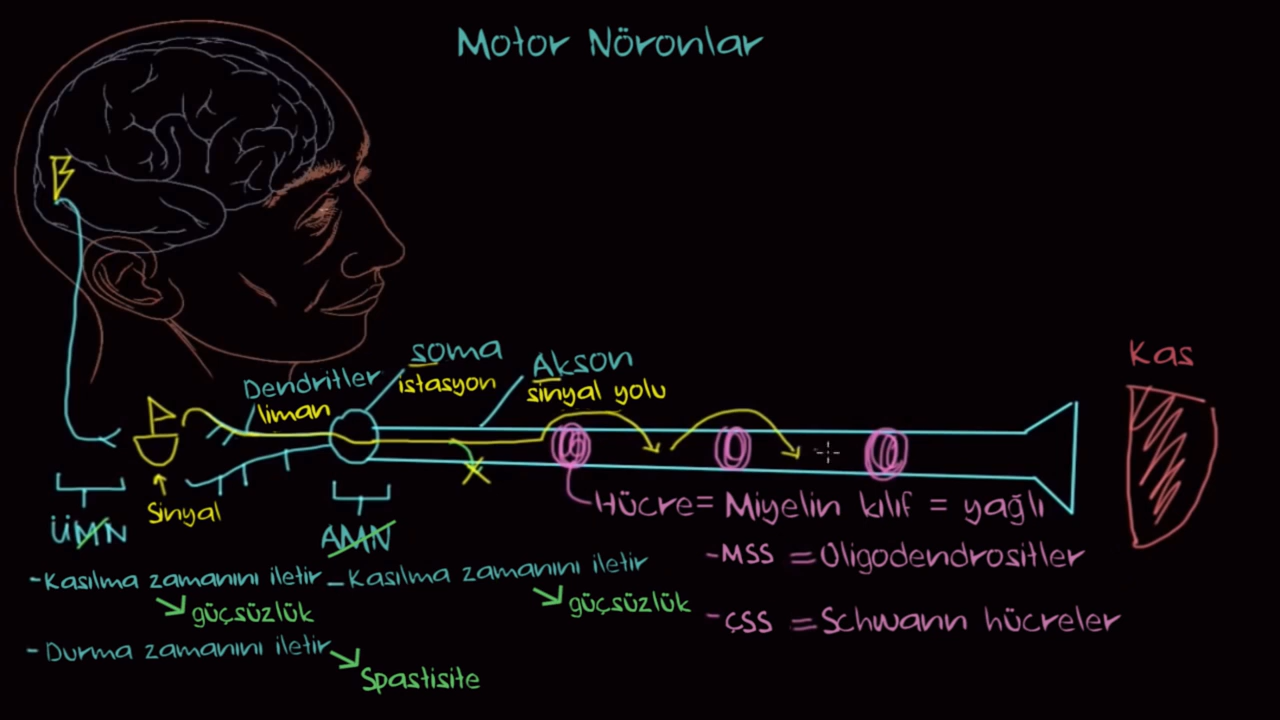 Motor Nöronlar
Kas
soma
istasyon
Akson
sinyal yolu
Dendritler
liman
Sinyal
ÜMN
AMN
Hücre = Miyelin kılıf = yağlı
-MSS = Oligodendrositler
-ÇSS = Schwann hücreler
-Kasılma zamanını iletir
güçsüzlük
-Durma zamanını iletir
Spastisite
-Kasılma zamanını iletir
güçsüzlük